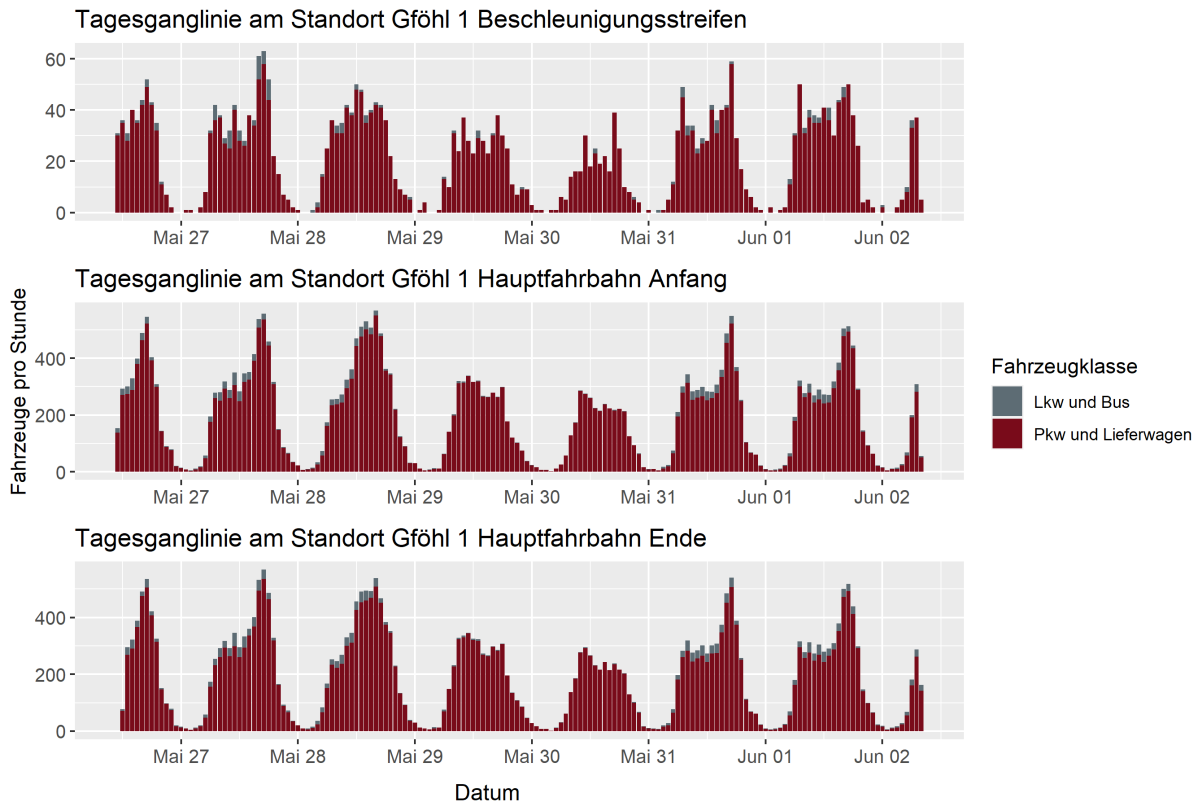 Tagesganglinie am Standort Gföhl 1 Beschleunigungsstreifen
60
40
20
0
Mai 27 Mai 28 Mai 29 Mai 30 Mai 31 Jun 01 Jun 02
Tagesganglinie am Standort Gföhl 1 Hauptfahrbahn Anfang
400
200
0
Mai 27 Mai 28 Mai 29 Mai 30 Mai 31 Jun 01 Jun 02
Tagesganglinie am Standort Gföhl 1 Hauptfahrbahn Ende
400
200
0
Mai 27 Mai 28 Mai 29 Mai 30 Mai 31 Jun 01 Jun 02
Fahrzeuge pro Stunde
Datum
Fahrzeugklasse
Lkw und Bus
Pkw und Lieferwagen